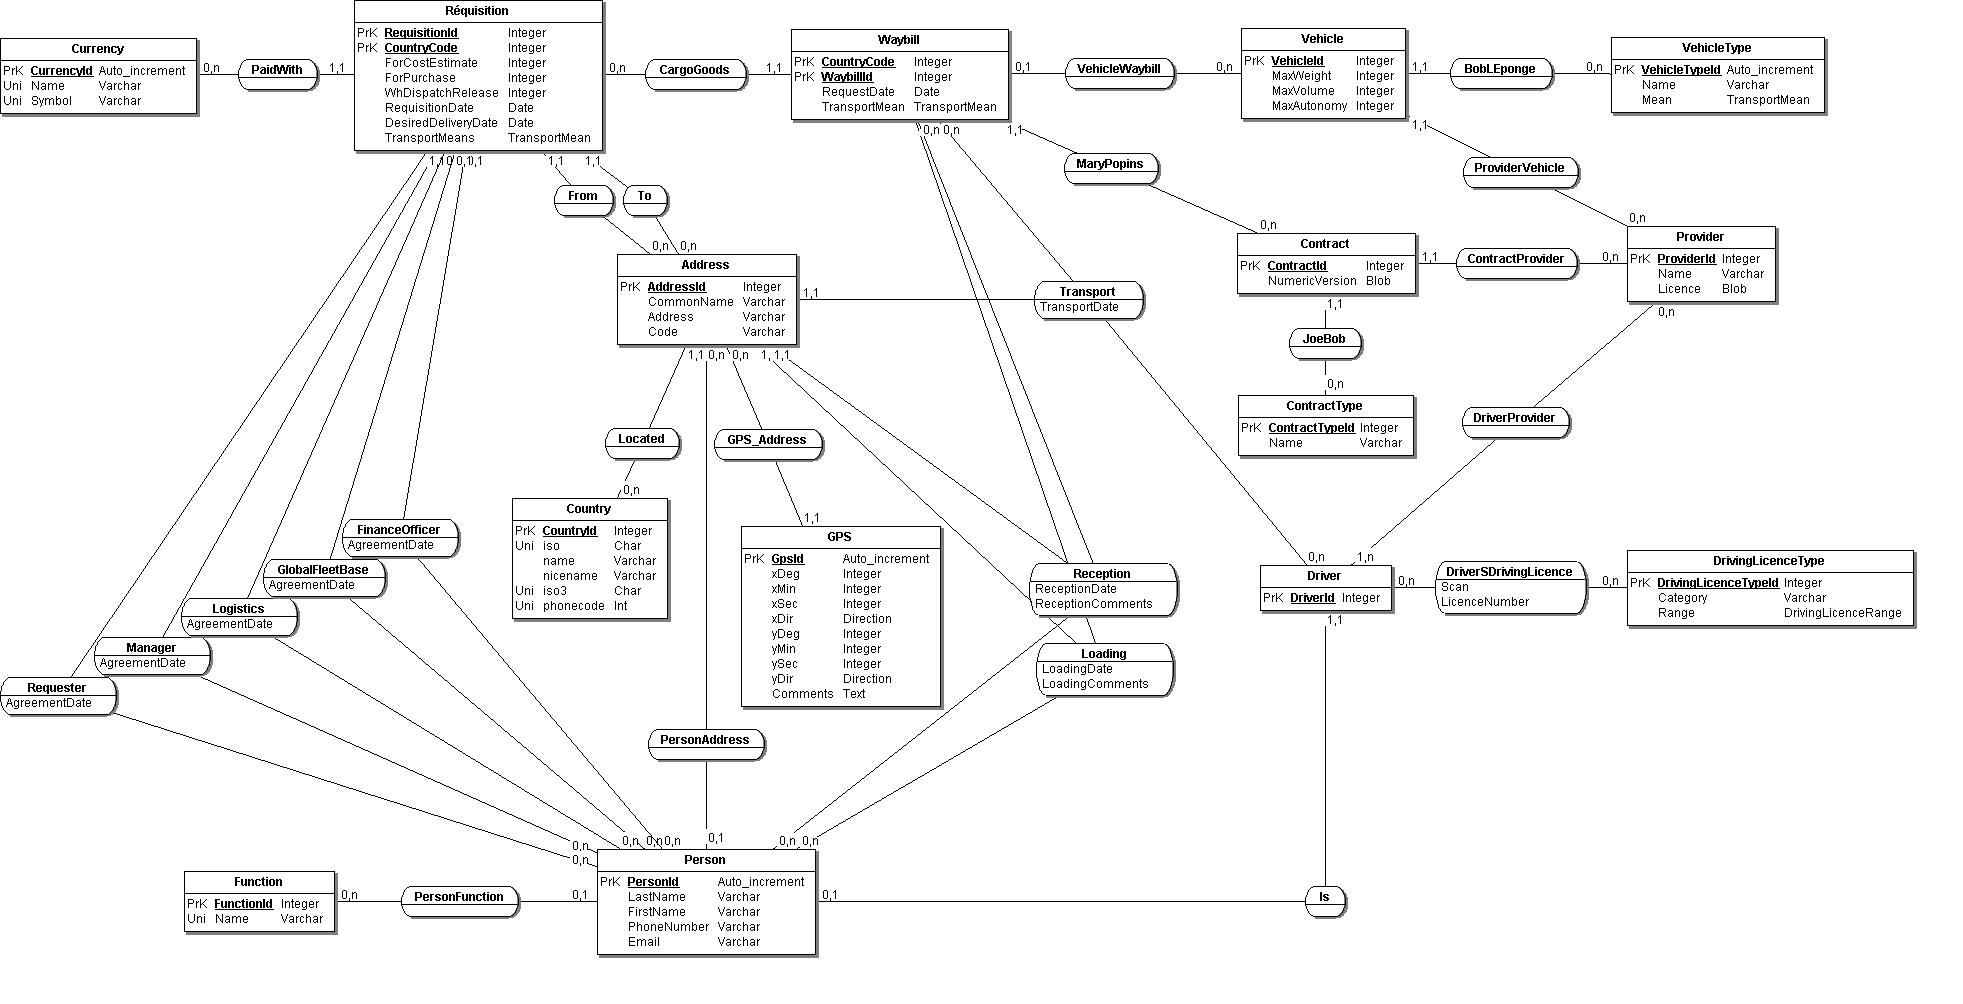 Réquisition
PrK RequisitionId Integer
PrK CountryCode Integer
ForCostEstimate Integer
ForPurchase Integer
WhDispatchRelease Integer
RequisitionDate Date
DesiredDeliveryDate Date
TransportMeans TransportMean
Currency
PrK CurrencyId Auto_increment
Uni Name Varchar
Uni Symbol Varchar
0,n PaidWith 1,1
0,n CargoGoods 1,1
Waybill
PrK CountryCode Integer
PrK WaybillId Integer
RequestDate Date
TransportMean TransportMean
0,1 VehicleWaybill 0,n
Vehicle
PrK VehicleId Integer
MaxWeight Integer
MaxVolume Integer
MaxAutonomy Integer
1,1 BobLEponge 0,n
VehicleType
PrK VehicleTypeId Auto_increment
Name Varchar
Mean TransportMean
1,1
ProviderVehicle
0,n
0,n 0,n
1,1
MaryPopins
0,n
1,1 1,1
From To
0,n 0,n
Address
PrK AddressId Integer
CommonName Varchar
Address Varchar
Code Varchar
1,1
Transport
TransportDate
Contract
PrK ContractId Integer
NumericVersion Blob
1,1 ContractProvider 0,n
Provider
PrK ProviderId Integer
Name Varchar
Licence Blob
0,n
1,1
JoeBob
0,n
ContractType
PrK ContractTypeId Integer
Name Varchar
DriverProvider
1,1 0,n 0,n 1,1
Located
GPS_Address
0,n
1,1
Country
PrK CountryId Integer
Uni iso Char
name Varchar
nicename Varchar
Uni iso3 Char
Uni phonecode Int
GPS
PrK GpsId Auto_increment
xDeg Integer
xMin Integer
xSec Integer
xDir Direction
yDeg Integer
yMin Integer
ySec Integer
yDir Direction
Comments Text
FinanceOfficer
AgreementDate
GlobalFleetBase
AgreementDate
Logistics
AgreementDate
Manager
AgreementDate
Requester
AgreementDate
Reception
ReceptionDate
ReceptionComments
Loading
LoadingDate
LoadingComments
0,n 1,n
Driver
PrK DriverId Integer
0,n
DriverSDrivingLicence
Scan
LicenceNumber
0,n
DrivingLicenceType
PrK DrivingLicenceTypeId Integer
Category Varchar
Range DrivingLicenceRange
1,1
PersonAddress
0,n 0,n 0,n 0,1 0,n 0,n
0,n
0,n
Person
PrK PersonId Auto_increment
LastName Varchar
FirstName Varchar
PhoneNumber Varchar
Email Varchar
Function
PrK FunctionId Integer
Uni Name Varchar
0,n PersonFunction 0,1
0,1 Is